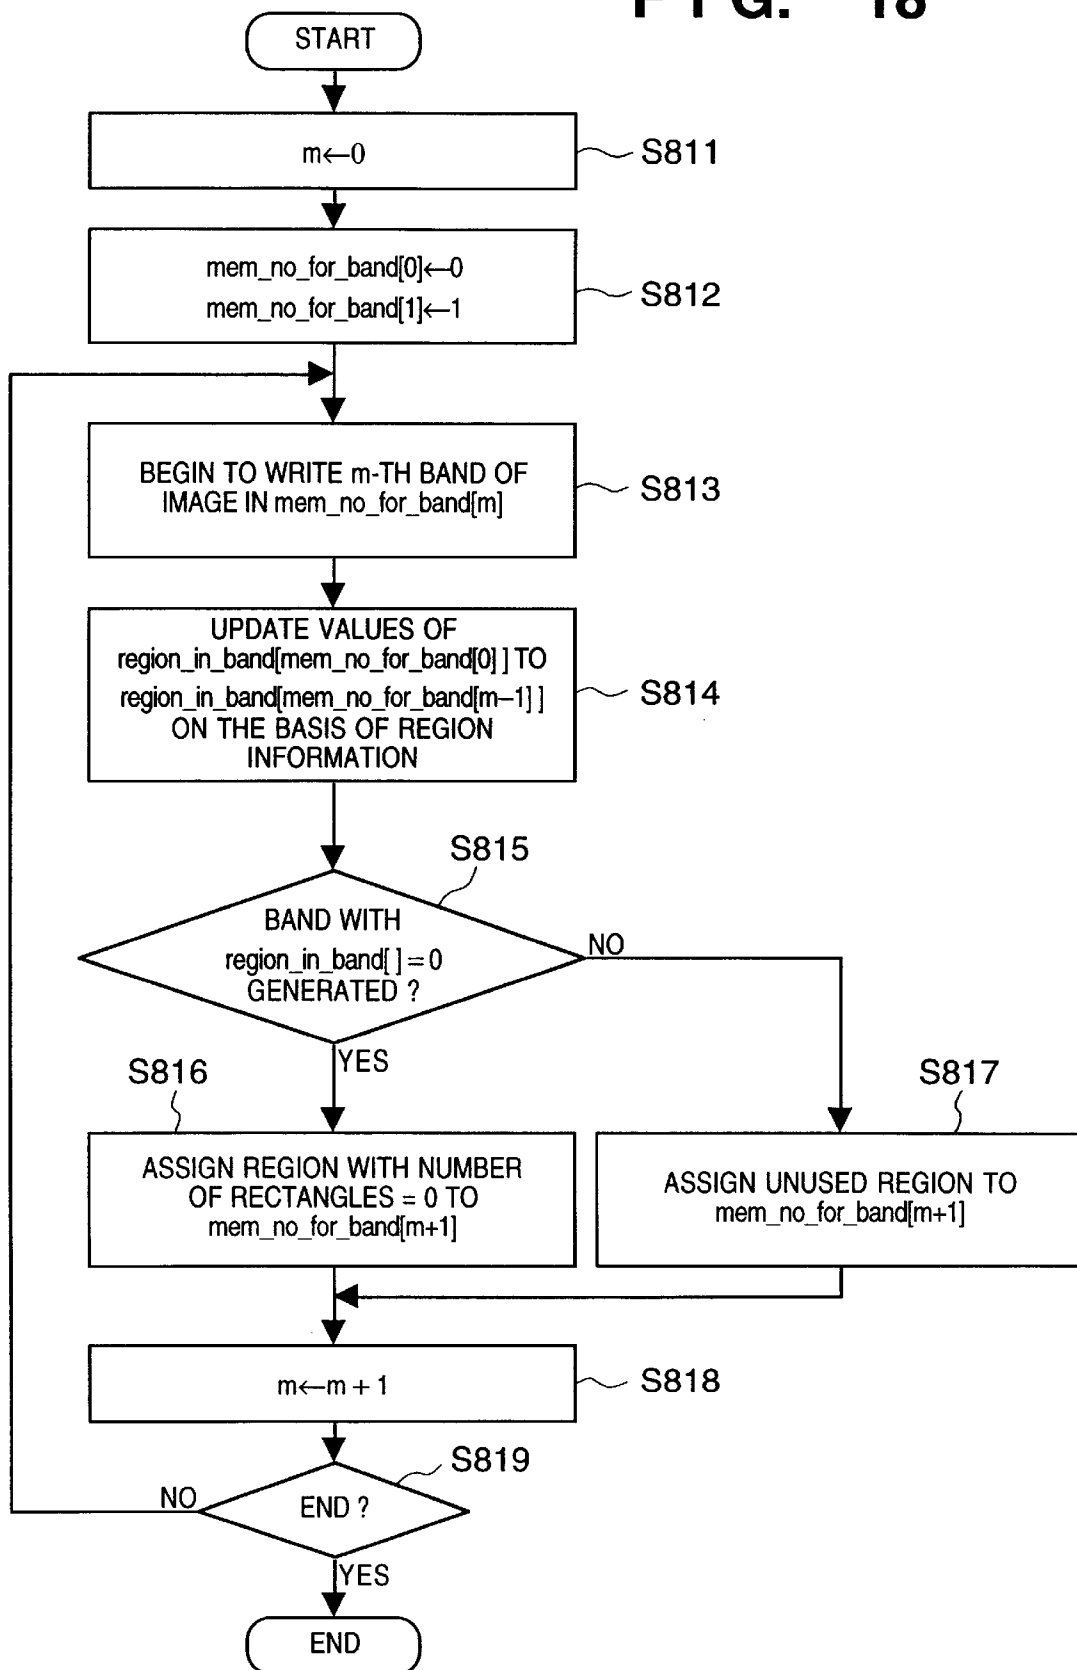 FIG. 18
START
m←0
S811
mem_no_for_band[0]←0
mem_no_for_band[1]←1
S812
BEGIN TO WRITE m-TH BAND OF
IMAGE IN mem_no_for_band[m]
S813
UPDATE VALUES OF
region_in_band[mem_no_for_band[0] ] TO
region_in_band[mem_no_for_band[m−1] ]
ON THE BASIS OF REGION
INFORMATION
S814
S815
BAND WITH
region_in_band[ ] = 0
GENERATED ?
NO
YES
S816
S817
ASSIGN REGION WITH NUMBER
OF RECTANGLES = 0 TO
mem_no_for_band[m+1]
ASSIGN UNUSED REGION TO
mem_no_for_band[m+1]
m←m + 1
S818
S819
NO
END ?
YES
END